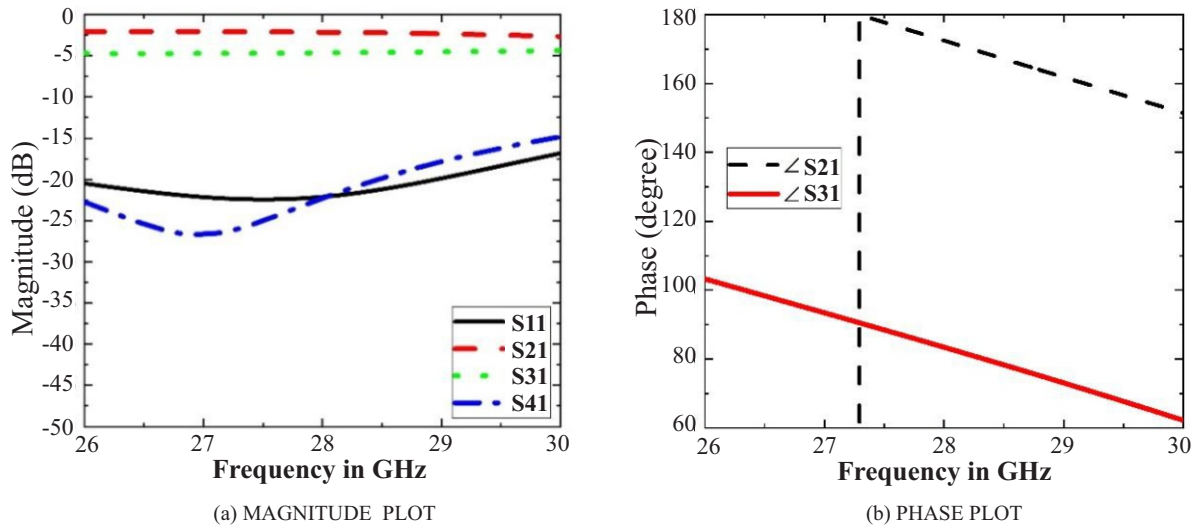 0
-5
-10
-15
-20
-25
-30
-35
-40
-45
-50
Magnitude (dB)
S11
S21
S31
S41
26 27 28 29 30
Frequency in GHz
(a) MAGNITUDE PLOT
180
160
140
120
100
80
60
Phase (degree)
∠S21
∠S31
26 27 28 29 30
Frequency in GHz
(b) PHASE PLOT